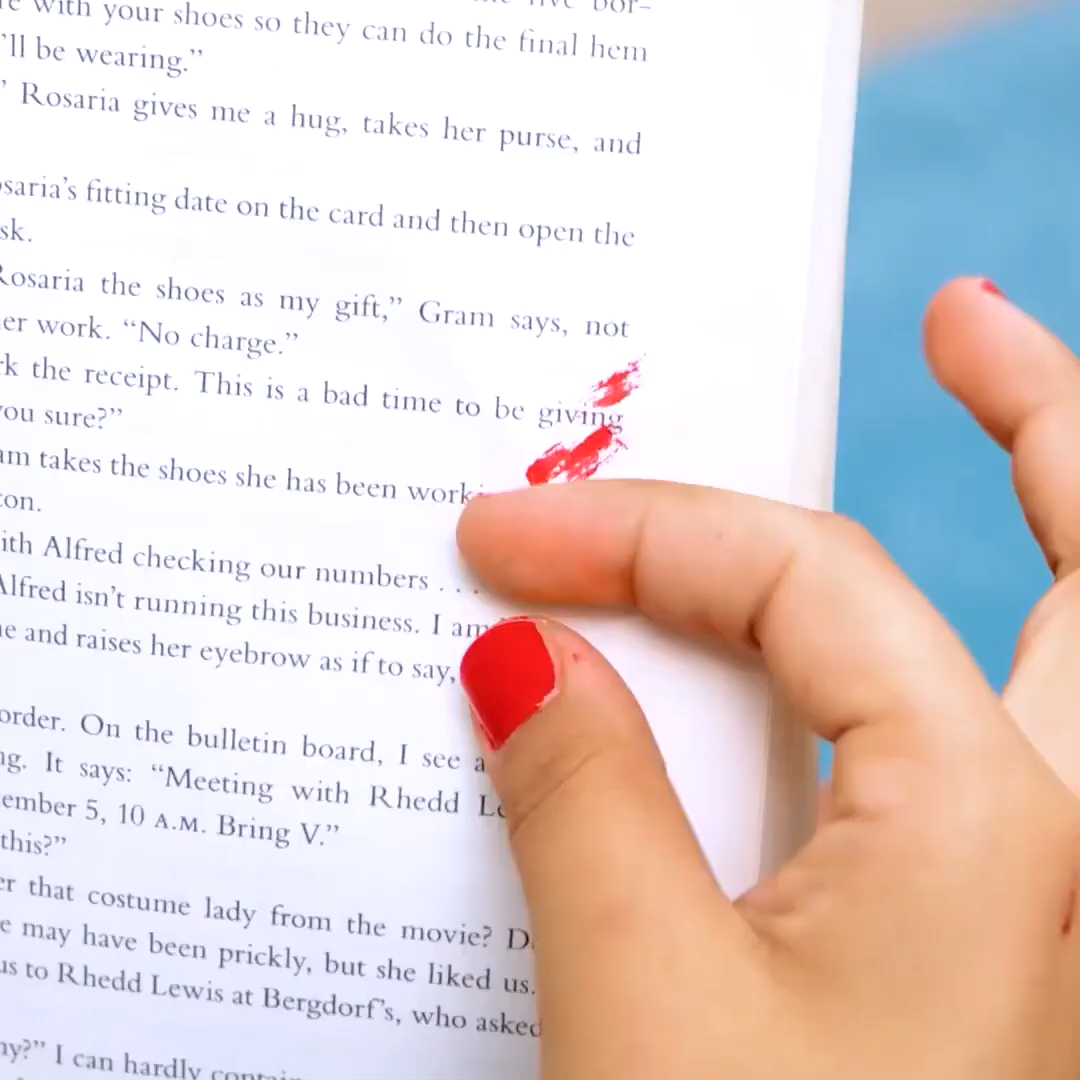 with your shoes so they can do the final hem
'll be wearing.”
” Rosaria gives me a hug, takes her purse, and
osaria's fitting date on the card and then open the
sk.
Rosaria the shoes as my gift,” Gram says, not
er work. “No charge.”
rk the receipt. This is a bad time to be giving
you sure?”
am takes the shoes she has been work
ton.
ith Alfred checking our numbers . . .
Alfred isn't running this business. I am
ne and raises her eyebrow as if to say,
order. On the bulletin board, I see a
ng. It says: “Meeting with Rhedd Le
ember 5, 10 A.M. Bring V.”
this?”
er that costume lady from the movie? D
e may have been prickly, but she liked us.
us to Rhedd Lewis at Bergdorf's, who asked
hy?” I can hardly contain